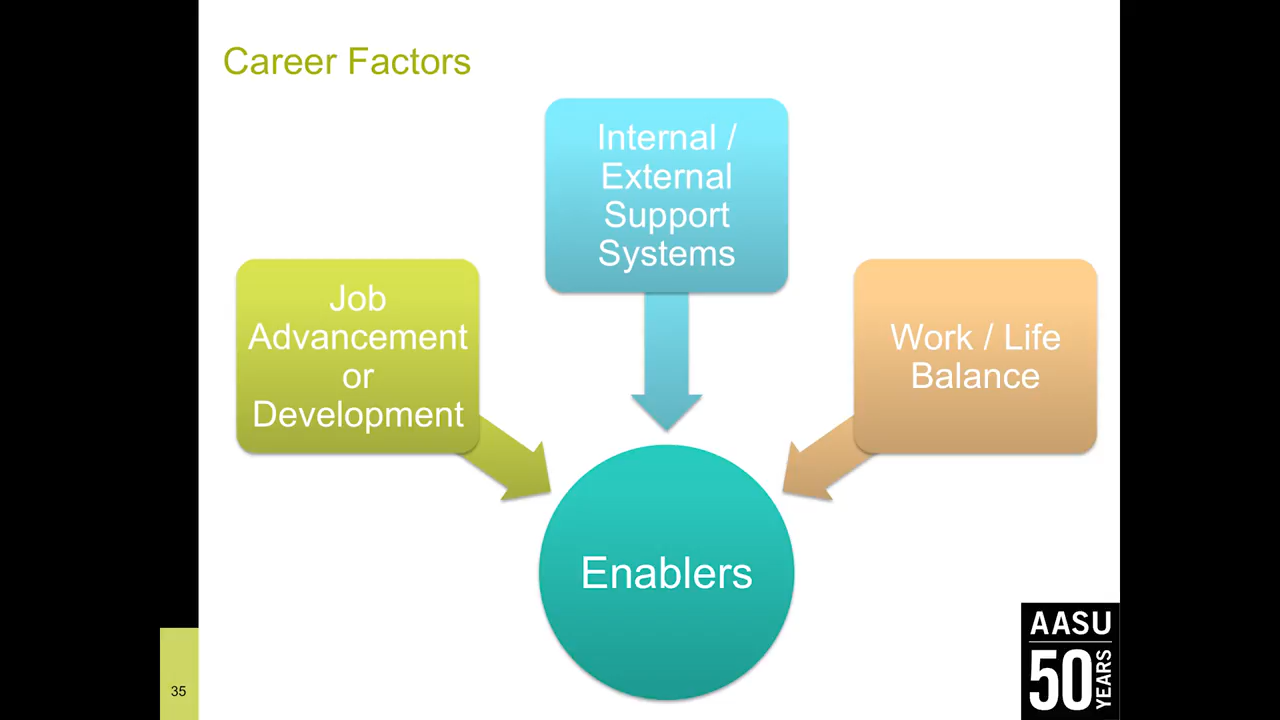 Career Factors
Internal /
External
Support
Systems
Job
Advancement
or
Development
Work / Life
Balance
Enablers
35
AASU
50
YEARS